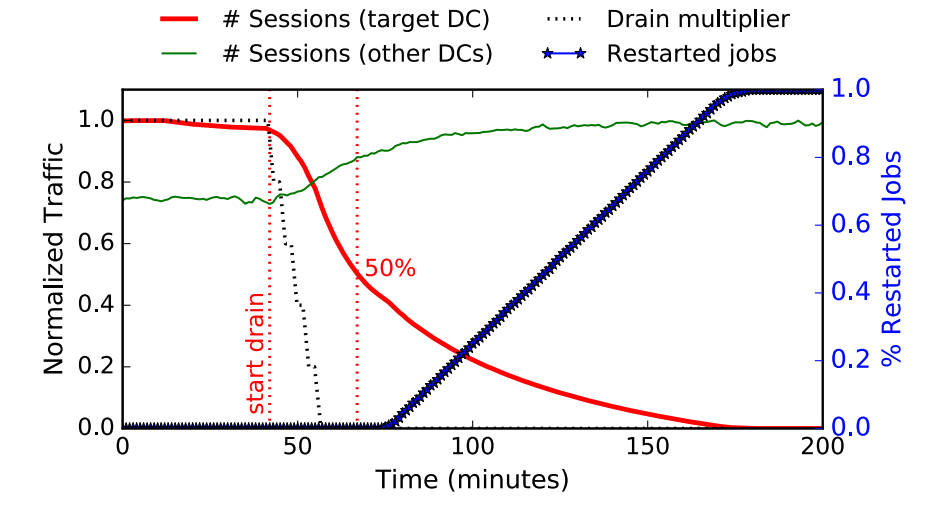 # Sessions (target DC)
Drain multiplier
# Sessions (other DCs)
Restarted jobs
1.0
0.8
0.6
0.4
0.2
0.0
Normalized Traffic
1.0
0.8
0.6
0.4
0.2
0.0
% Restarted Jobs
start drain
50%
0
50
100
150
200
Time (minutes)